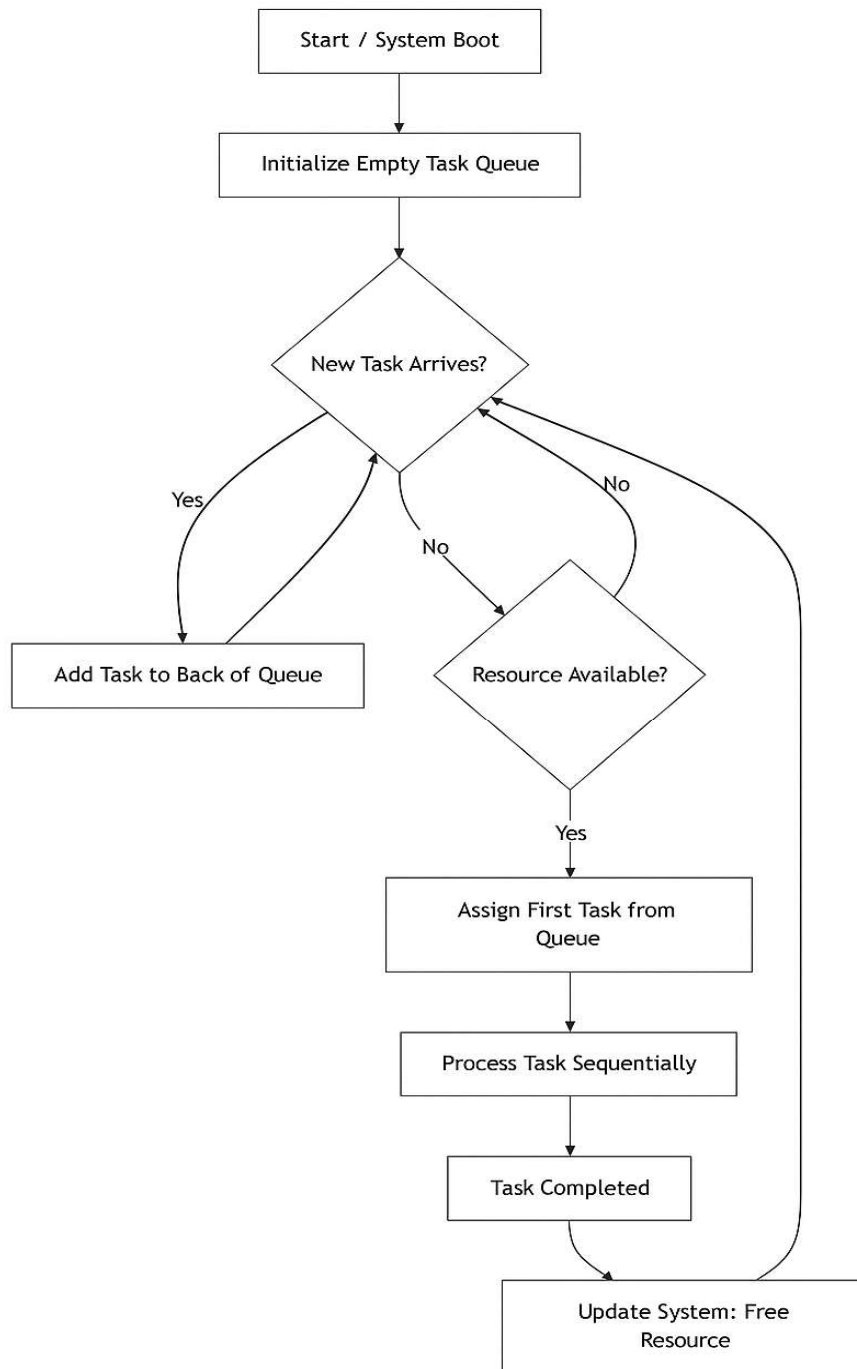 Start / System Boot
Initialize Empty Task Queue
New Task Arrives?
Yes
No
No
Add Task to Back of Queue
Resource Available?
Yes
Assign First Task from
Queue
Process Task Sequentially
Task Completed
Update System: Free
Resource